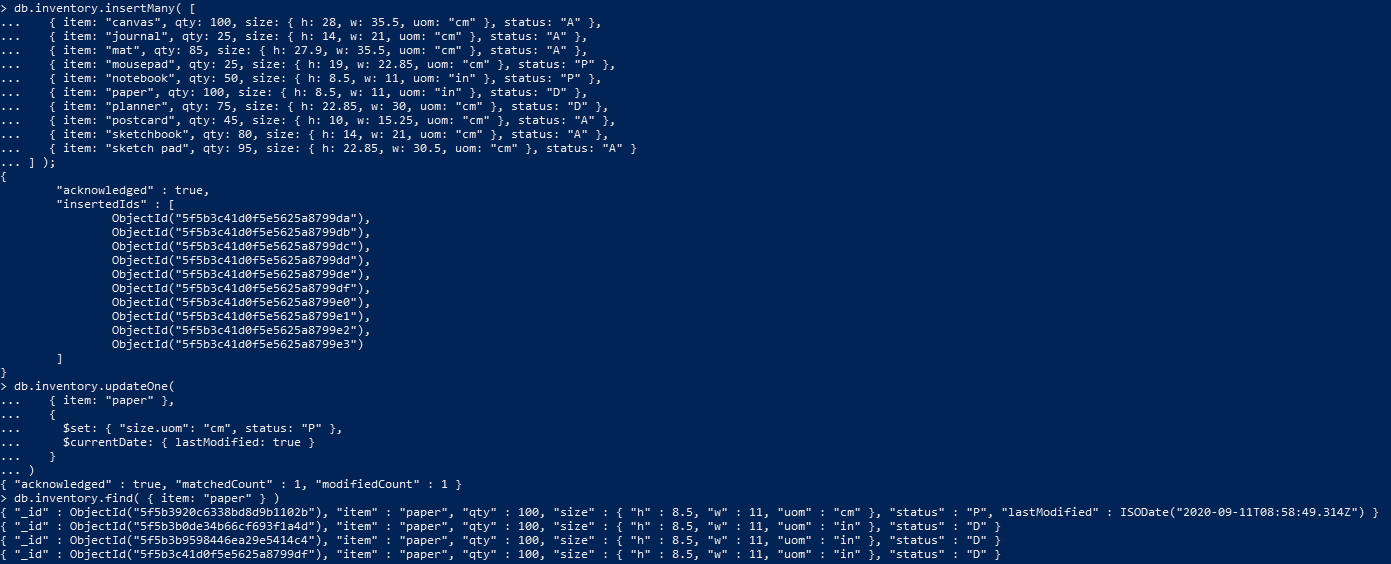 > db.inventory.insertMany( [
...    { item: "canvas", qty: 100, size: { h: 28, w: 35.5, uom: "cm" }, status: "A" },
...    { item: "journal", qty: 25, size: { h: 14, w: 21, uom: "cm" }, status: "A" },
...    { item: "mat", qty: 85, size: { h: 27.9, w: 35.5, uom: "cm" }, status: "A" },
...    { item: "mousepad", qty: 25, size: { h: 19, w: 22.85, uom: "cm" }, status: "P" },
...    { item: "notebook", qty: 50, size: { h: 8.5, w: 11, uom: "in" }, status: "P" },
...    { item: "paper", qty: 100, size: { h: 8.5, w: 11, uom: "in" }, status: "D" },
...    { item: "planner", qty: 75, size: { h: 22.85, w: 30, uom: "cm" }, status: "D" },
...    { item: "postcard", qty: 45, size: { h: 10, w: 15.25, uom: "cm" }, status: "A" },
...    { item: "sketchbook", qty: 80, size: { h: 14, w: 21, uom: "cm" }, status: "A" },
...    { item: "sketch pad", qty: 95, size: { h: 22.85, w: 30.5, uom: "cm" }, status: "A" }
... ] );
{
        "acknowledged" : true,
        "insertedIds" : [
                ObjectId("5f5b3c41d0f5e5625a8799da"),
                ObjectId("5f5b3c41d0f5e5625a8799db"),
                ObjectId("5f5b3c41d0f5e5625a8799dc"),
                ObjectId("5f5b3c41d0f5e5625a8799dd"),
                ObjectId("5f5b3c41d0f5e5625a8799de"),
                ObjectId("5f5b3c41d0f5e5625a8799df"),
                ObjectId("5f5b3c41d0f5e5625a8799e0"),
                ObjectId("5f5b3c41d0f5e5625a8799e1"),
                ObjectId("5f5b3c41d0f5e5625a8799e2"),
                ObjectId("5f5b3c41d0f5e5625a8799e3")
        ]
}
> db.inventory.updateOne(
...    { item: "paper" },
...    {
...      $set: { "size.uom": "cm", status: "P" },
...      $currentDate: { lastModified: true }
...    }
... )
{ "acknowledged" : true, "matchedCount" : 1, "modifiedCount" : 1 }
> db.inventory.find( { item: "paper" } )
{ "_id" : ObjectId("5f5b3920c6338bd8d9b1102b"), "item" : "paper", "qty" : 100, "size" : { "h" : 8.5, "w" : 11, "uom" : "cm" }, "status" : "P", "lastModified" : ISODate("2020-09-11T08:58:49.314Z") }
{ "_id" : ObjectId("5f5b3b0de34b66cf693f1a4d"), "item" : "paper", "qty" : 100, "size" : { "h" : 8.5, "w" : 11, "uom" : "in" }, "status" : "D" }
{ "_id" : ObjectId("5f5b3b9598446ea29e5414c4"), "item" : "paper", "qty" : 100, "size" : { "h" : 8.5, "w" : 11, "uom" : "in" }, "status" : "D" }
{ "_id" : ObjectId("5f5b3c41d0f5e5625a8799df"), "item" : "paper", "qty" : 100, "size" : { "h" : 8.5, "w" : 11, "uom" : "in" }, "status" : "D" }